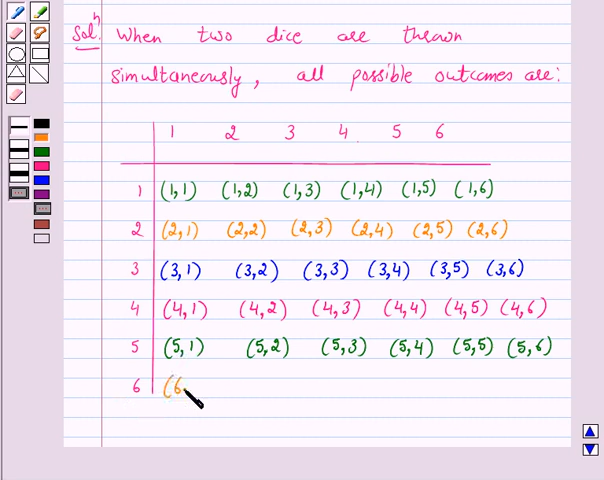 Solⁿ. When two dice are thrown
simultaneously, all possible outcomes are:
1 2 3 4 5 6
1 (1,1) (1,2) (1,3) (1,4) (1,5) (1,6)
2 (2,1) (2,2) (2,3) (2,4) (2,5) (2,6)
3 (3,1) (3,2) (3,3) (3,4) (3,5) (3,6)
4 (4,1) (4,2) (4,3) (4,4) (4,5) (4,6)
5 (5,1) (5,2) (5,3) (5,4) (5,5) (5,6)
6 (6